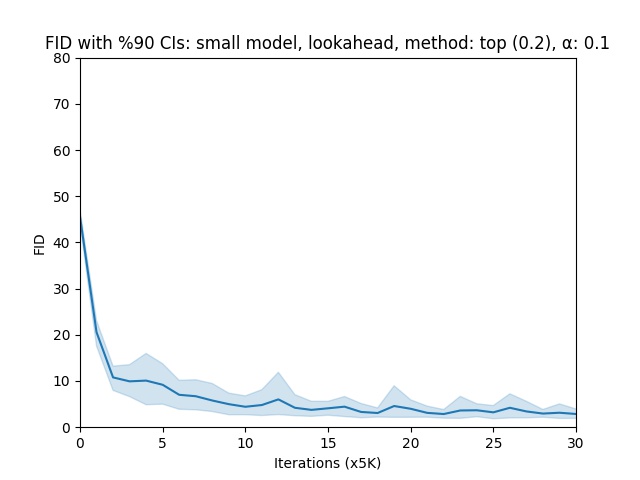 FID with %90 CIs: small model, lookahead, method: top (0.2), α: 0.1
80
70
60
50
40
30
20
10
0
FID
0 5 10 15 20 25 30
Iterations (x5K)